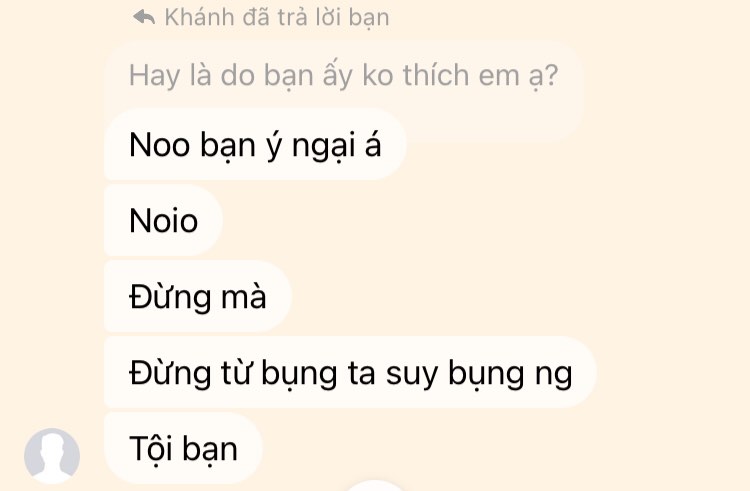 Khánh đã trả lời bạn
Hay là do bạn ấy ko thích em ạ?
Noo bạn ý ngại á
Noio
Đừng mà
Đừng từ bụng ta suy bụng ng
Tội bạn